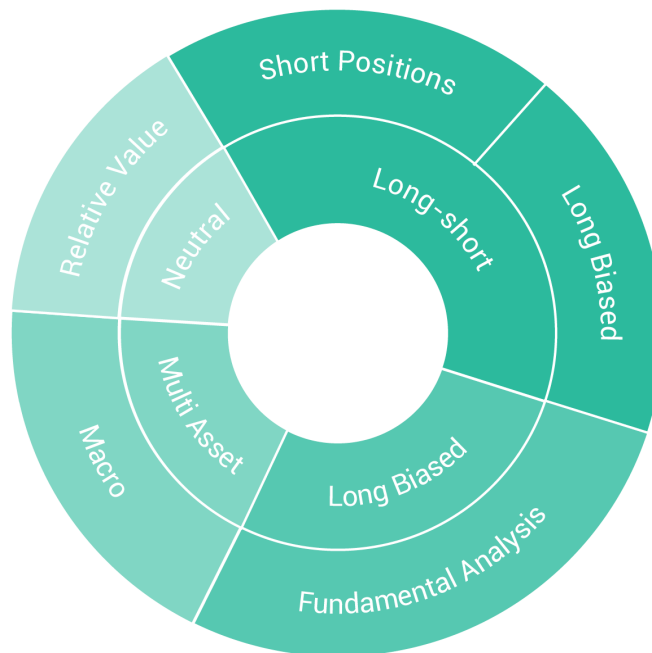 Short Positions
Long Biased
Long-short
Relative Value
Neutral
Multi Asset
Macro
Long Biased
Fundamental Analysis